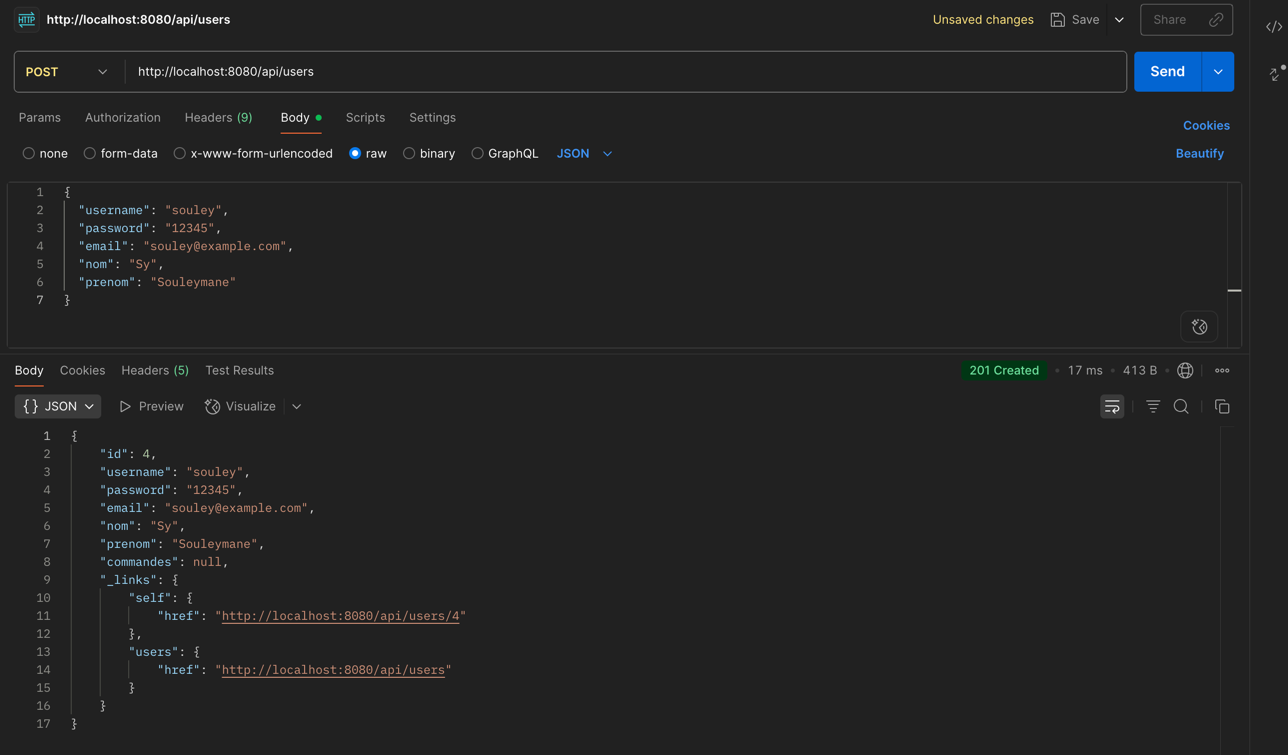 HTTP http://localhost:8080/api/users Unsaved changes Save Share
POST http://localhost:8080/api/users Send
Params Authorization Headers (9) Body Scripts Settings Cookies
none form-data x-www-form-urlencoded raw binary GraphQL JSON Beautify
1 {
2 "username": "souley",
3 "password": "12345",
4 "email": "souley@example.com",
5 "nom": "Sy",
6 "prenom": "Souleymane"
7 }
Body Cookies Headers (5) Test Results 201 Created • 17 ms • 413 B •
{} JSON Preview Visualize
1 {
2 "id": 4,
3 "username": "souley",
4 "password": "12345",
5 "email": "souley@example.com",
6 "nom": "Sy",
7 "prenom": "Souleymane",
8 "commandes": null,
9 "_links": {
10 "self": {
11 "href": "http://localhost:8080/api/users/4"
12 },
13 "users": {
14 "href": "http://localhost:8080/api/users"
15 }
16 }
17 }